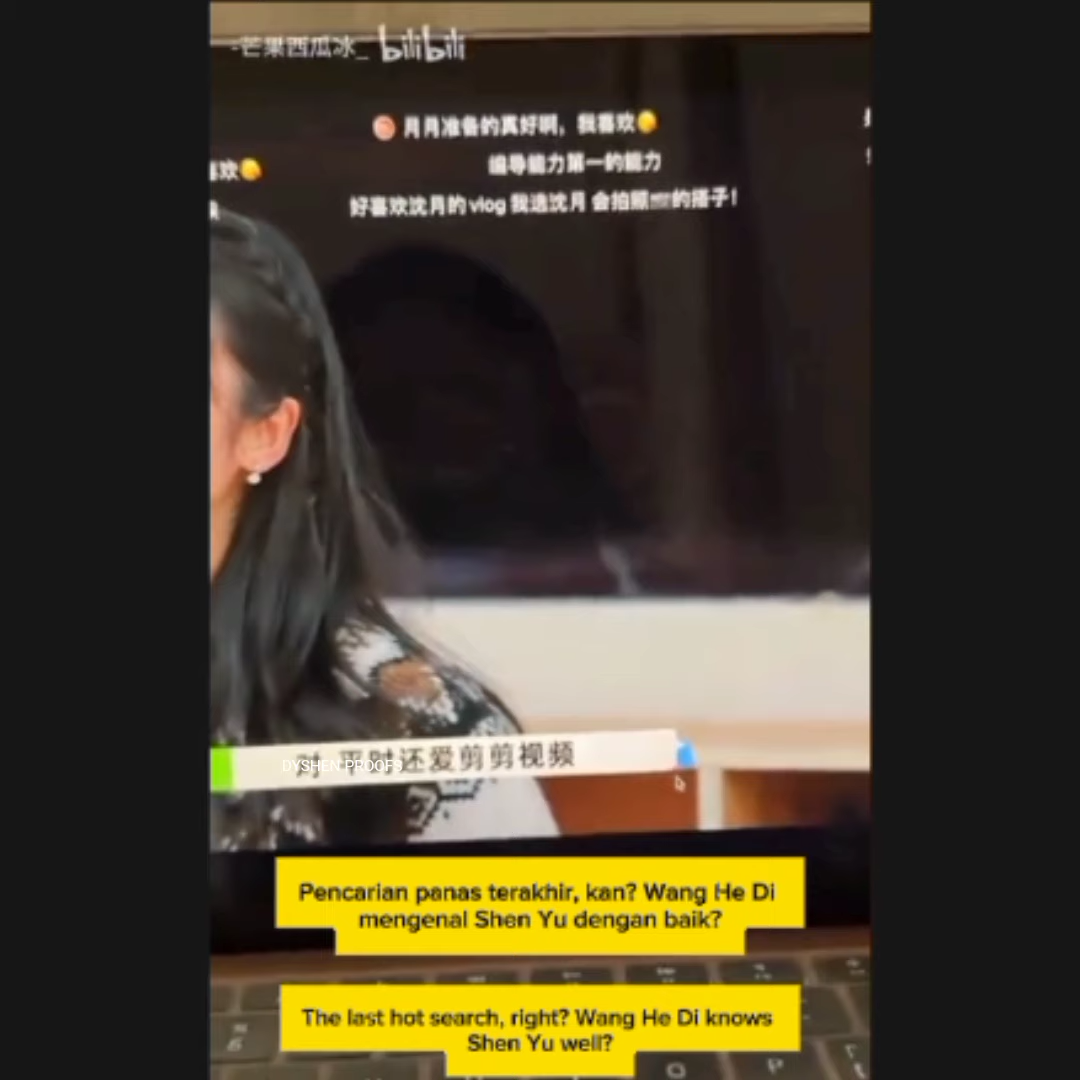 -芒果西瓜冰_ bilibili
月月准备的真好啊，我喜欢
喜欢
编导能力第一的能力
好喜欢沈月的vlog 我选沈月 会拍照的搭子！
对 平时还爱剪剪视频
DYSHEN PROOFS
Pencarian panas terakhir, kan? Wang He Di
mengenal Shen Yu dengan baik?
The last hot search, right? Wang He Di knows
Shen Yu well?
O
P